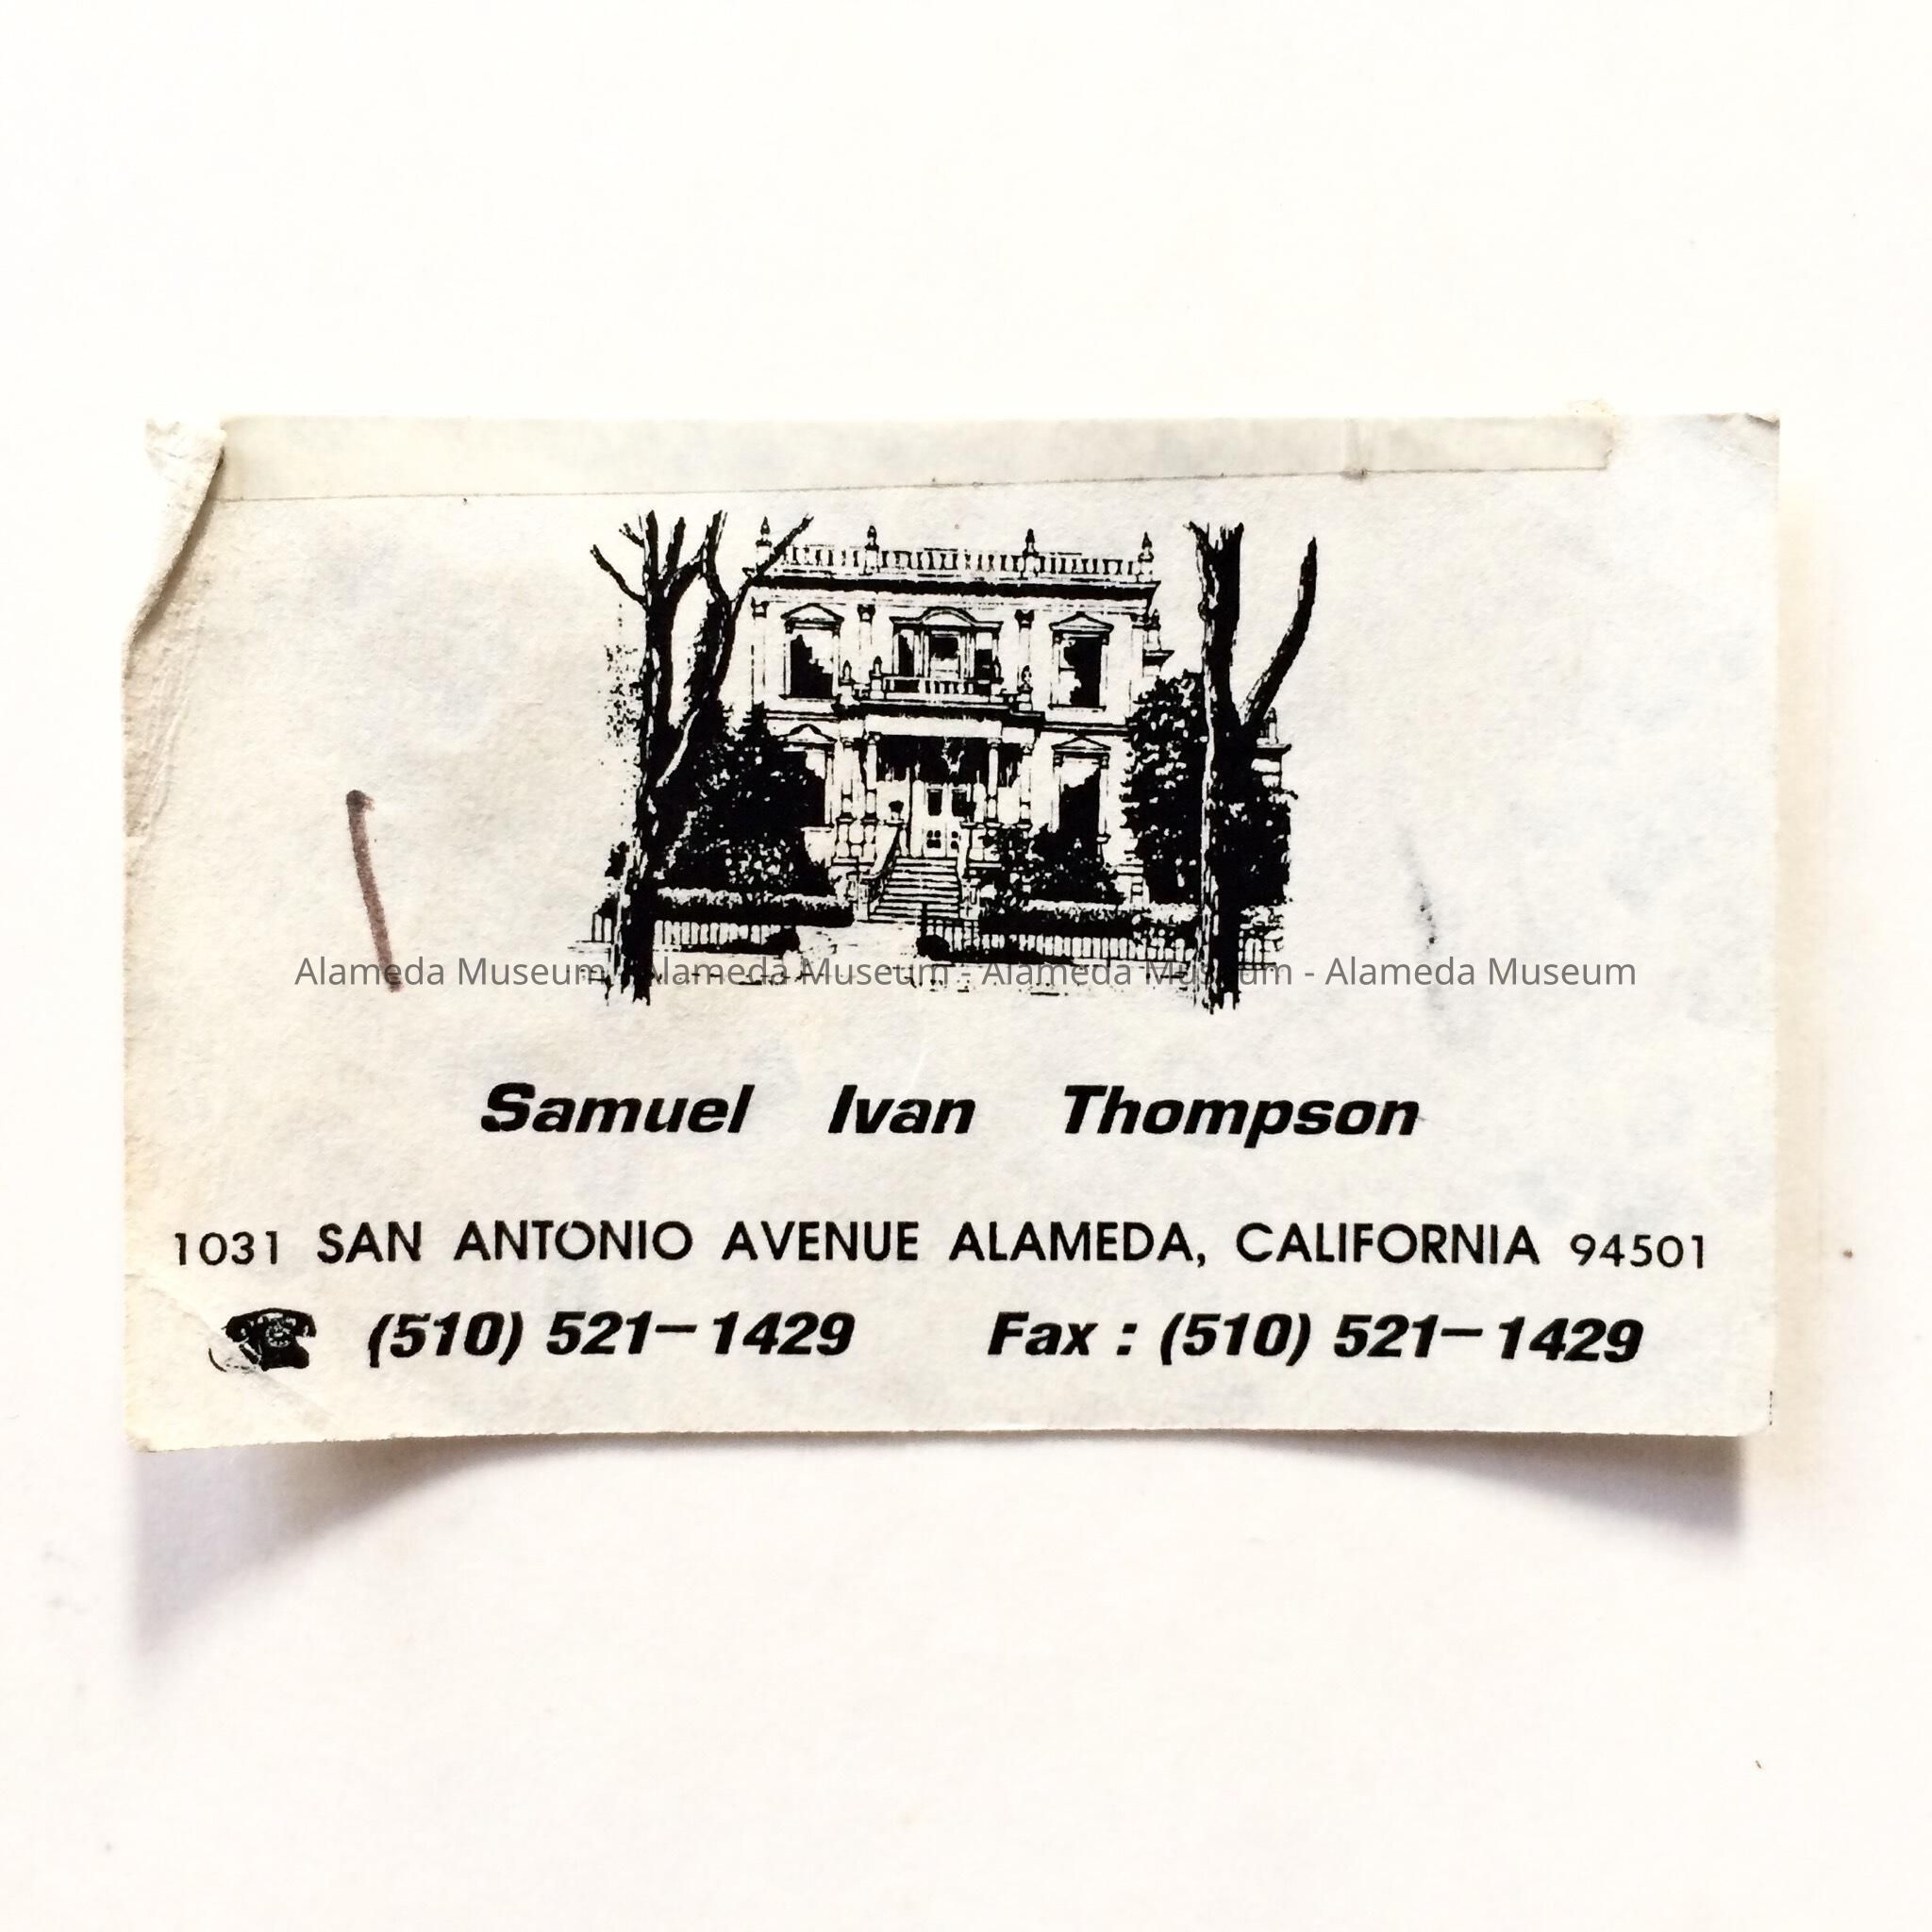 Alameda Museum - Alameda Museum - Alameda Museum - Alameda Museum
Samuel Ivan Thompson
1031 SAN ANTONIO AVENUE ALAMEDA, CALIFORNIA 94501
(510) 521-1429 Fax : (510) 521-1429